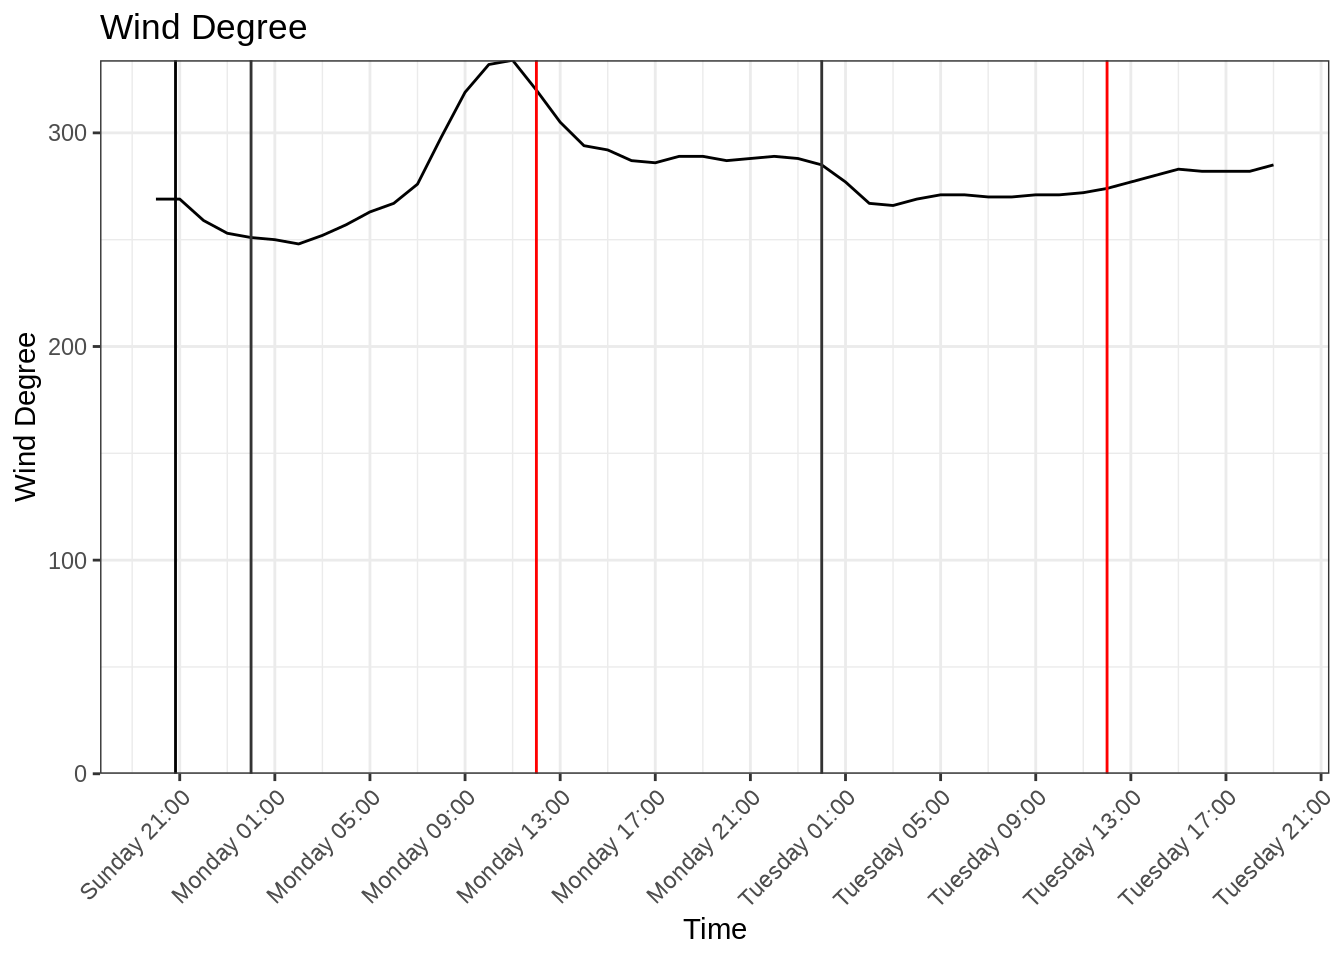 Wind Degree
Wind Degree
300
200
100
0
Sunday 21:00
Monday 01:00
Monday 05:00
Monday 09:00
Monday 13:00
Monday 17:00
Monday 21:00
Tuesday 01:00
Tuesday 05:00
Tuesday 09:00
Tuesday 13:00
Tuesday 17:00
Tuesday 21:00
Time